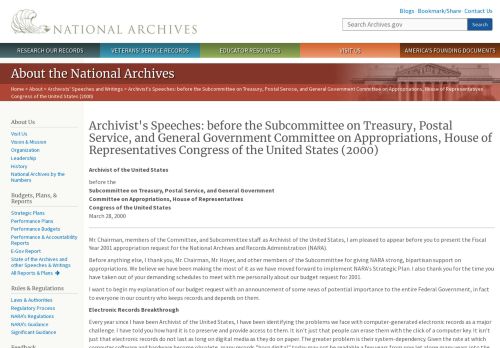 Blogs · Bookmark/Share · Contact Us
NATIONAL ARCHIVES
Search Archives.gov
Search
RESEARCH OUR RECORDS
VETERANS' SERVICE RECORDS
EDUCATOR RESOURCES
VISIT US
AMERICA'S FOUNDING DOCUMENTS
About the National Archives
Home > About > Archivists' Speeches and Writings > Archivist's Speeches: before the Subcommittee on Treasury, Postal Service, and General Government Committee on Appropriations, House of Representatives
Congress of the United States (2000)
About Us
Visit Us
Vision & Mission
Organization
Leadership
History
National Archives by the
Numbers
Budgets, Plans, &
Reports
Strategic Plans
Performance Plans
Performance Budgets
Performance & Accountability
Reports
E-Gov Report
State of the Archives and
other Speeches & Writings
All Reports & Plans
Rules & Regulations
Laws & Authorities
Regulatory Process
NARA's Regulations
NARA's Guidance
Significant Guidance
Feedback
Archivist's Speeches: before the Subcommittee on Treasury, Postal
Service, and General Government Committee on Appropriations, House of
Representatives Congress of the United States (2000)
Archivist of the United States
before the
Subcommittee on Treasury, Postal Service, and General Government
Committee on Appropriations, House of Representatives
Congress of the United States
March 28, 2000
Mr. Chairman, members of the Committee, and Subcommittee staff as Archivist of the United States, I am pleased to appear before you to present the Fiscal
Year 2001 appropriation request for the National Archives and Records Administration (NARA).
Before anything else, I thank you, Mr. Chairman, Mr. Hoyer, and other members of the Subcommittee for giving NARA strong, bipartisan support on
appropriations. We believe we have been making the most of it as we have moved forward to implement NARA's Strategic Plan. I also thank you for the time you
have taken out of your demanding schedules to meet with me personally about our budget request for 2001.
I want to begin my explanation of our budget request with an announcement of some news of potential importance to the entire Federal Government, in fact
to everyone in our country who keeps records and depends on them.
Electronic Records Breakthrough
Every year since I have been Archivist of the United States, I have been identifying the problems we face with computer-generated electronic records as a major
challenge. I have told you how hard it is to preserve and provide access to them. It isn't just that people can erase them with the click of a computer key. It isn't
just that electronic records do not last as long on digital media as they do on paper. The greater problem is their system-dependency. Given the rate at which